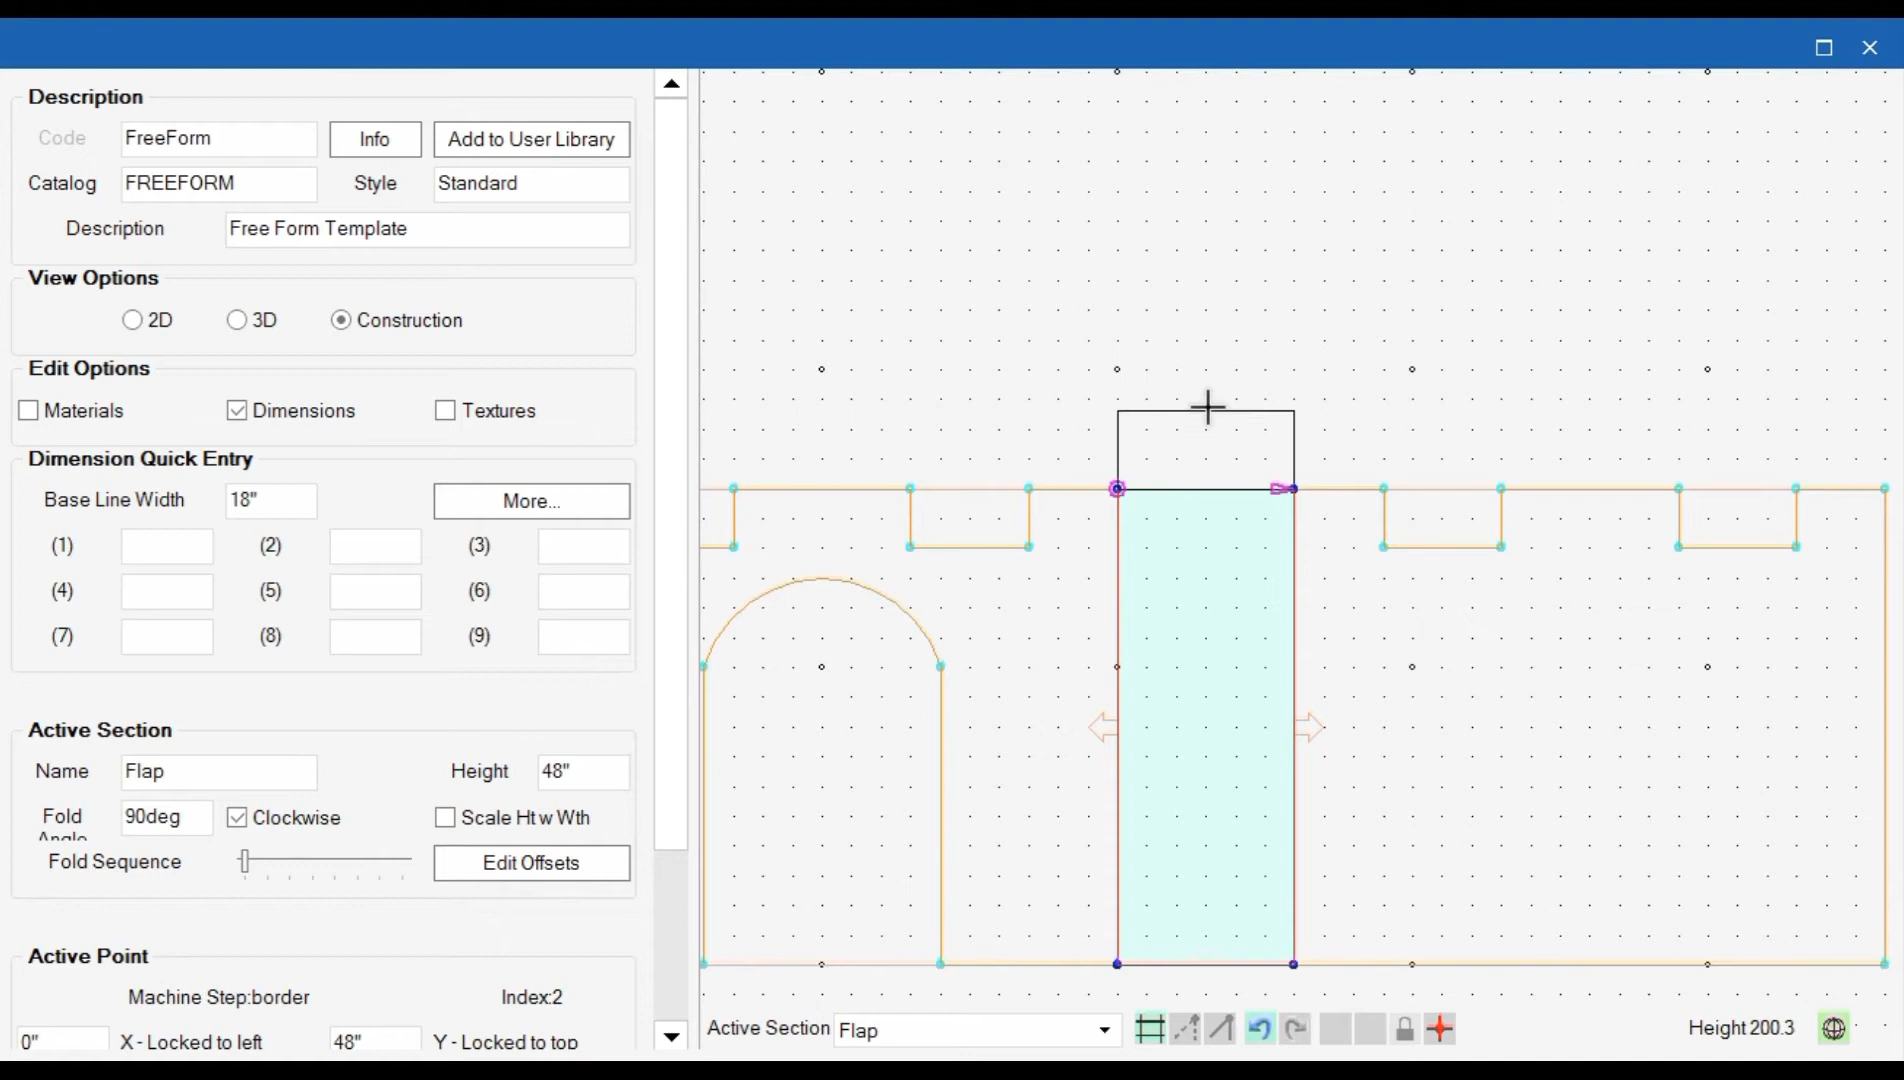 Description
Code FreeForm Info Add to User Library
Catalog FREEFORM Style Standard
Description Free Form Template
View Options
2D 3D Construction
Edit Options
Materials Dimensions Textures
Dimension Quick Entry
Base Line Width 18" More...
(1) (2) (3)
(4) (5) (6)
(7) (8) (9)
Active Section
Name Flap Height 48"
Fold Angle 90deg Clockwise Scale Ht w Wth
Fold Sequence Edit Offsets
Active Point
Machine Step:border Index:2
0" X - Locked to left 48" Y - Locked to top
Active Section Flap Height 200.3